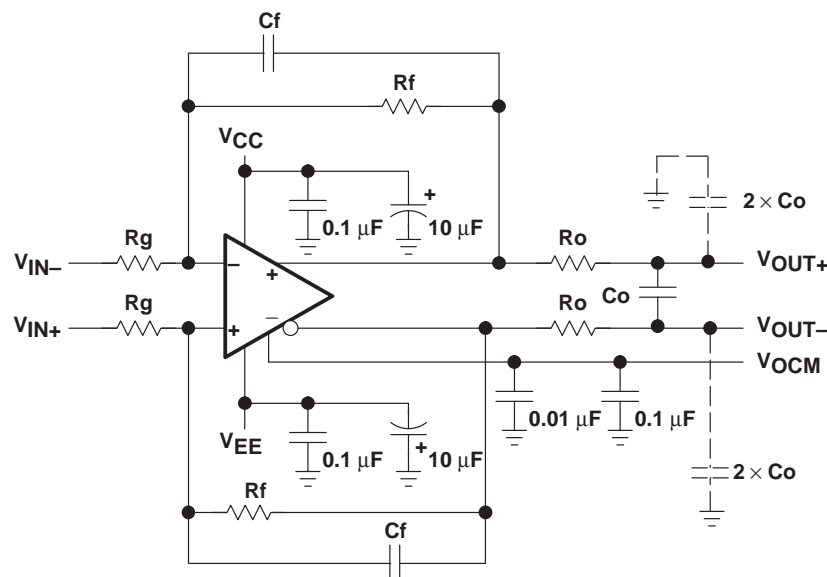 Cf
Rf
VCC
+
0.1 μF
10 μF
2 × Co
Rg
Ro
VIN–
–
+
VOUT+
Co
Rg
Ro
VIN+
+
–
VOUT–
VOCM
0.01 μF
0.1 μF
VEE
0.1 μF
+
10 μF
2 × Co
Rf
Cf